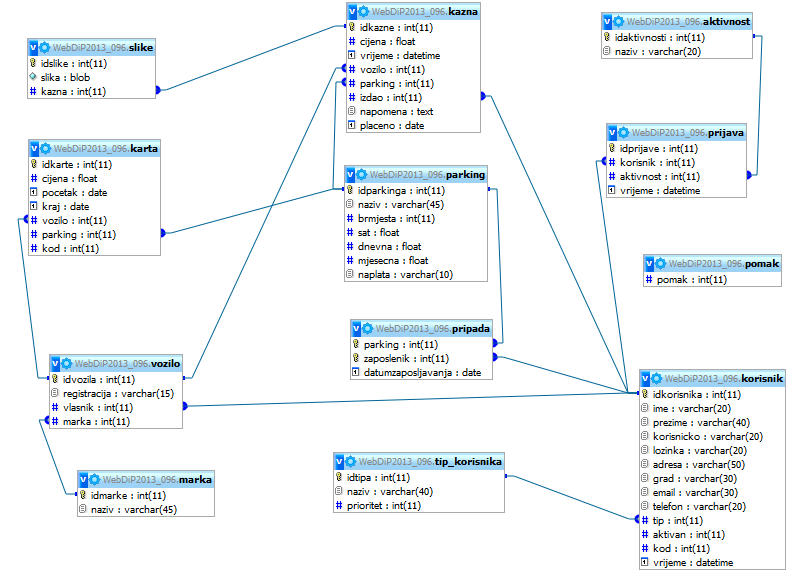 WebDiP2013_096.slike
idslike : int(11)
slika : blob
kazna : int(11)
WebDiP2013_096.kazna
idkazne : int(11)
cijena : float
vrijeme : datetime
vozilo : int(11)
parking : int(11)
izdao : int(11)
napomena : text
placeno : date
WebDiP2013_096.aktivnost
idaktivnosti : int(11)
naziv : varchar(20)
WebDiP2013_096.karta
idkarte : int(11)
cijena : float
pocetak : date
kraj : date
vozilo : int(11)
parking : int(11)
kod : int(11)
WebDiP2013_096.parking
idparkinga : int(11)
naziv : varchar(45)
brmjesta : int(11)
sat : float
dnevna : float
mjesecna : float
naplata : varchar(10)
WebDiP2013_096.prijava
idprijave : int(11)
korisnik : int(11)
aktivnost : int(11)
vrijeme : datetime
WebDiP2013_096.pomak
pomak : int(11)
WebDiP2013_096.pripada
parking : int(11)
zaposlenik : int(11)
datumzaposljavanja : date
WebDiP2013_096.vozilo
idvozila : int(11)
registracija : varchar(15)
vlasnik : int(11)
marka : int(11)
WebDiP2013_096.korisnik
idkorisnika : int(11)
ime : varchar(20)
prezime : varchar(40)
korisnicko : varchar(20)
lozinka : varchar(20)
adresa : varchar(50)
grad : varchar(30)
email : varchar(30)
telefon : varchar(20)
tip : int(11)
aktivan : int(11)
kod : int(11)
vrijeme : datetime
WebDiP2013_096.marka
idmarke : int(11)
naziv : varchar(45)
WebDiP2013_096.tip_korisnika
idtipa : int(11)
naziv : varchar(40)
prioritet : int(11)